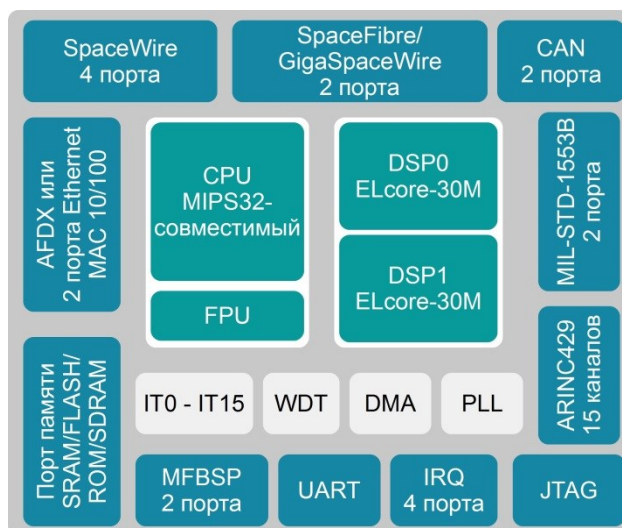 SpaceWire
4 порта
SpaceFibre/
GigaSpaceWire
2 порта
CAN
2 порта
AFDX или
2 порта Ethernet
MAC 10/100
CPU
MIPS32-
совместимый
FPU
DSP0
ELcore-30M
DSP1
ELcore-30M
MIL-STD-1553B
2 порта
Порт памяти
SRAM/FLASH/
ROM/SDRAM
IT0 - IT15
WDT
DMA
PLL
ARINC429
15 каналов
MFBSP
2 порта
UART
IRQ
4 порта
JTAG